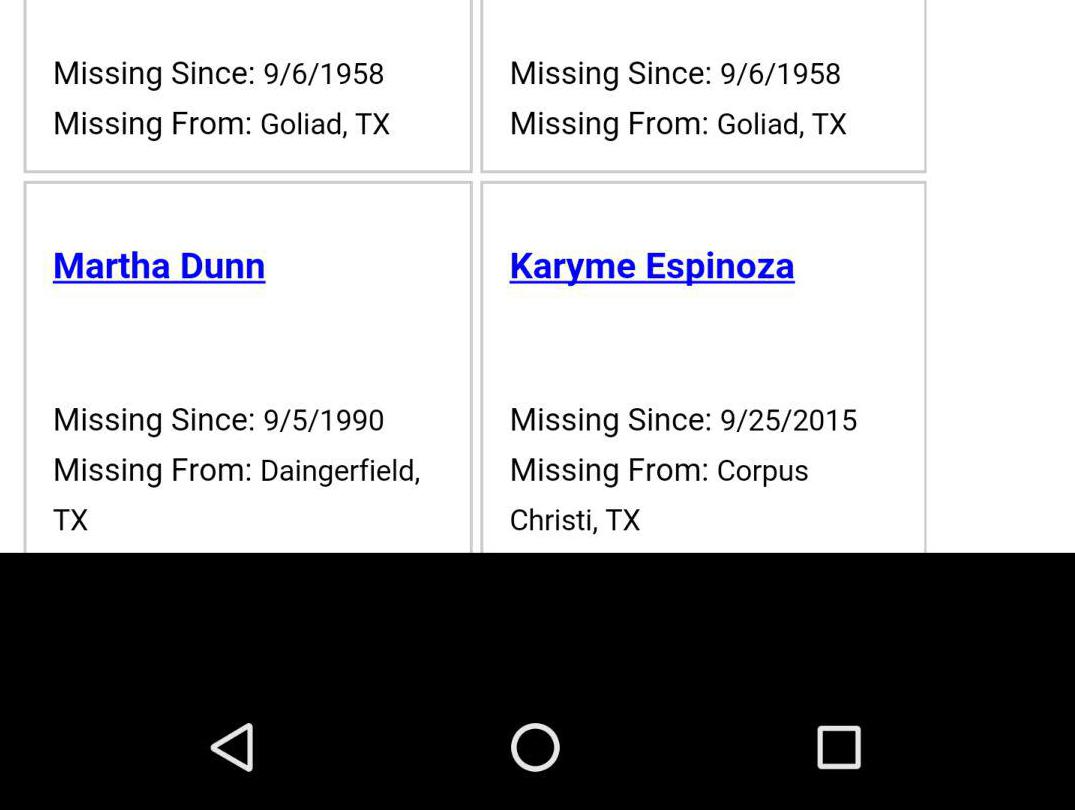 Missing Since: 9/6/1958
Missing From: Goliad, TX
Missing Since: 9/6/1958
Missing From: Goliad, TX
Martha Dunn
Missing Since: 9/5/1990
Missing From: Daingerfield,
TX
Karyme Espinoza
Missing Since: 9/25/2015
Missing From: Corpus
Christi, TX